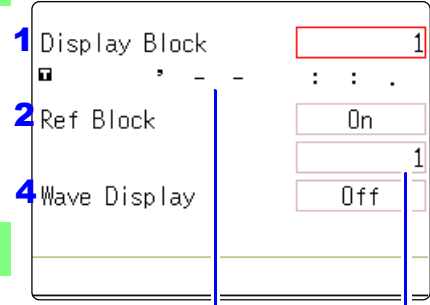 1 Display Block 1
T ' - - : : .
2 Ref Block On
1
4 Wave Display Off